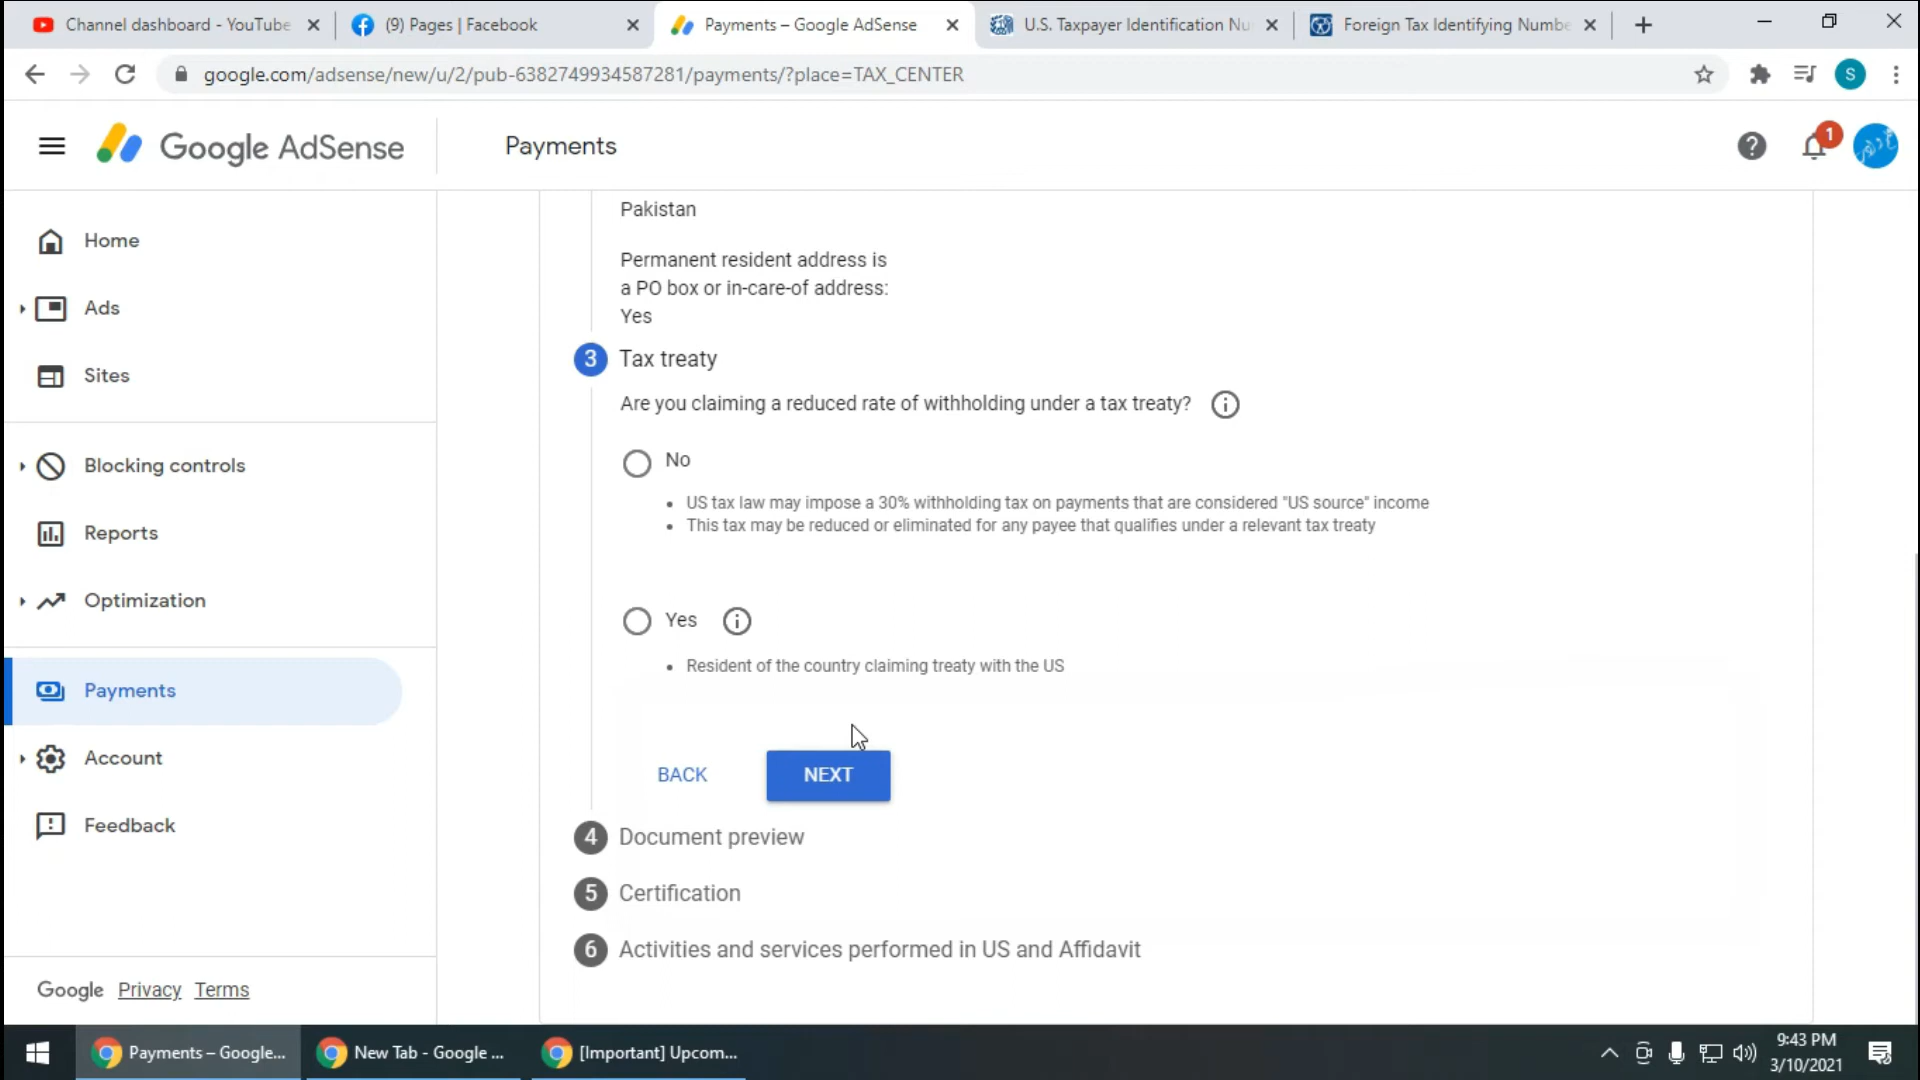 Channel dashboard - YouTube
(9) Pages | Facebook
Payments – Google AdSense
U.S. Taxpayer Identification Nu
Foreign Tax Identifying Numbe
google.com/adsense/new/u/2/pub-6382749934587281/payments/?place=TAX_CENTER
S
Google AdSense
Payments
1
Home
Ads
Sites
Blocking controls
Reports
Optimization
Payments
Account
Feedback
Google Privacy Terms
Pakistan
Permanent resident address is
a PO box or in-care-of address:
Yes
3 Tax treaty
Are you claiming a reduced rate of withholding under a tax treaty?
No
• US tax law may impose a 30% withholding tax on payments that are considered "US source" income
• This tax may be reduced or eliminated for any payee that qualifies under a relevant tax treaty
Yes
• Resident of the country claiming treaty with the US
BACK NEXT
4 Document preview
5 Certification
6 Activities and services performed in US and Affidavit
Payments – Google...
New Tab - Google ...
[Important] Upcom...
9:43 PM
3/10/2021